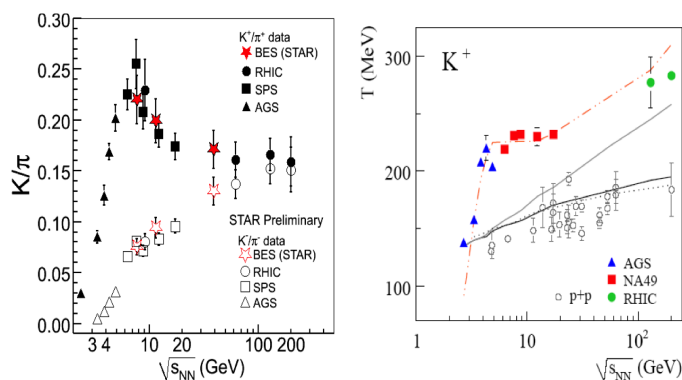 K/π
0.30
0.25
0.20
0.15
0.10
0.05
0.00
K⁺/π⁺ data
BES (STAR)
RHIC
SPS
AGS
STAR Preliminary
K⁻/π⁻ data
BES (STAR)
RHIC
SPS
AGS
3 4 10 20 100 200
√sNN (GeV)
T (MeV)
K⁺
300
200
100
AGS
NA49
p+p RHIC
1 10 10²
√sNN (GeV)